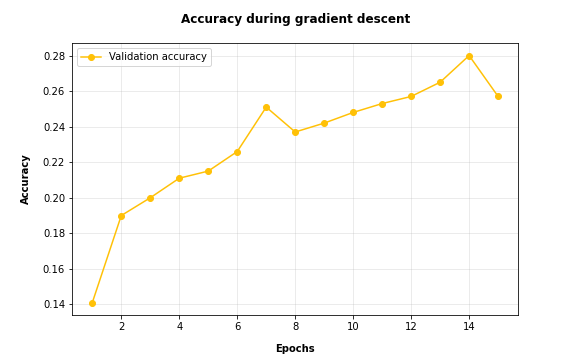 Accuracy during gradient descent
Validation accuracy
0.28
0.26
0.24
0.22
0.20
0.18
0.16
0.14
Accuracy
2 4 6 8 10 12 14
Epochs